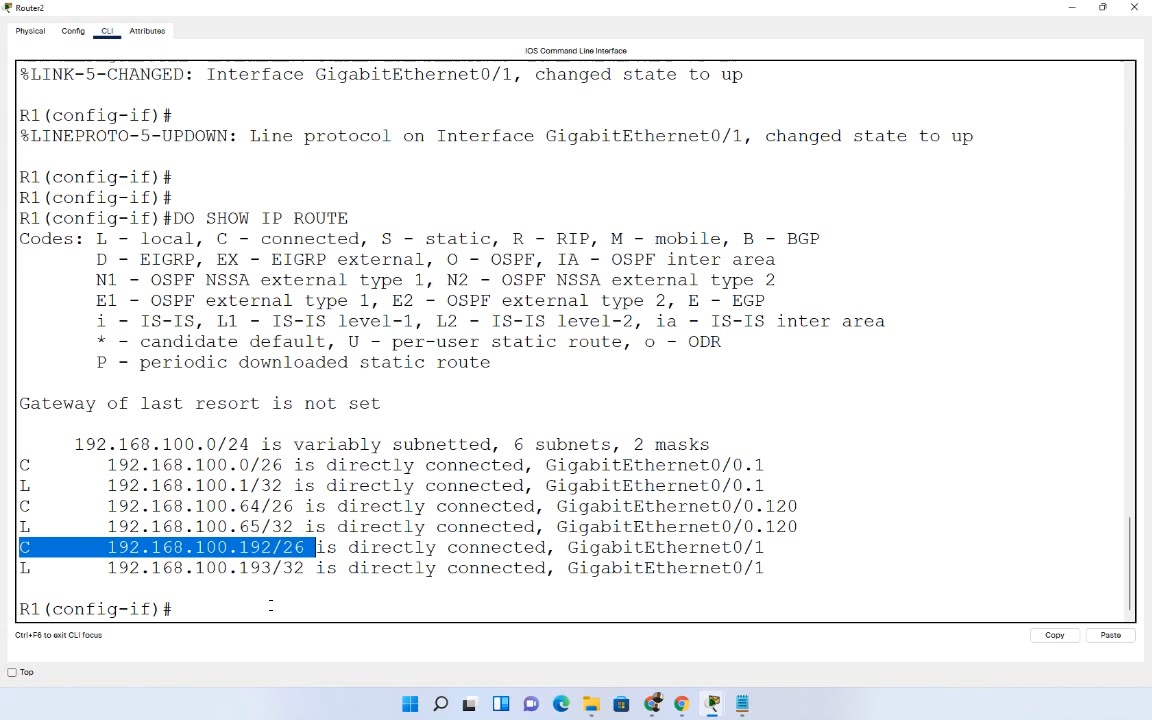 Router2
Physical Config CLI Attributes
IOS Command Line Interface
%LINK-5-CHANGED: Interface GigabitEthernet0/1, changed state to up
R1(config-if)#
%LINEPROTO-5-UPDOWN: Line protocol on Interface GigabitEthernet0/1, changed state to up
R1(config-if)#
R1(config-if)#
R1(config-if)#DO SHOW IP ROUTE
Codes: L - local, C - connected, S - static, R - RIP, M - mobile, B - BGP
D - EIGRP, EX - EIGRP external, O - OSPF, IA - OSPF inter area
N1 - OSPF NSSA external type 1, N2 - OSPF NSSA external type 2
E1 - OSPF external type 1, E2 - OSPF external type 2, E - EGP
i - IS-IS, L1 - IS-IS level-1, L2 - IS-IS level-2, ia - IS-IS inter area
* - candidate default, U - per-user static route, o - ODR
P - periodic downloaded static route
Gateway of last resort is not set
192.168.100.0/24 is variably subnetted, 6 subnets, 2 masks
C 192.168.100.0/26 is directly connected, GigabitEthernet0/0.1
L 192.168.100.1/32 is directly connected, GigabitEthernet0/0.1
C 192.168.100.64/26 is directly connected, GigabitEthernet0/0.120
L 192.168.100.65/32 is directly connected, GigabitEthernet0/0.120
C 192.168.100.192/26 is directly connected, GigabitEthernet0/1
L 192.168.100.193/32 is directly connected, GigabitEthernet0/1
R1(config-if)#
Ctrl+F6 to exit CLI focus
Copy Paste
Top